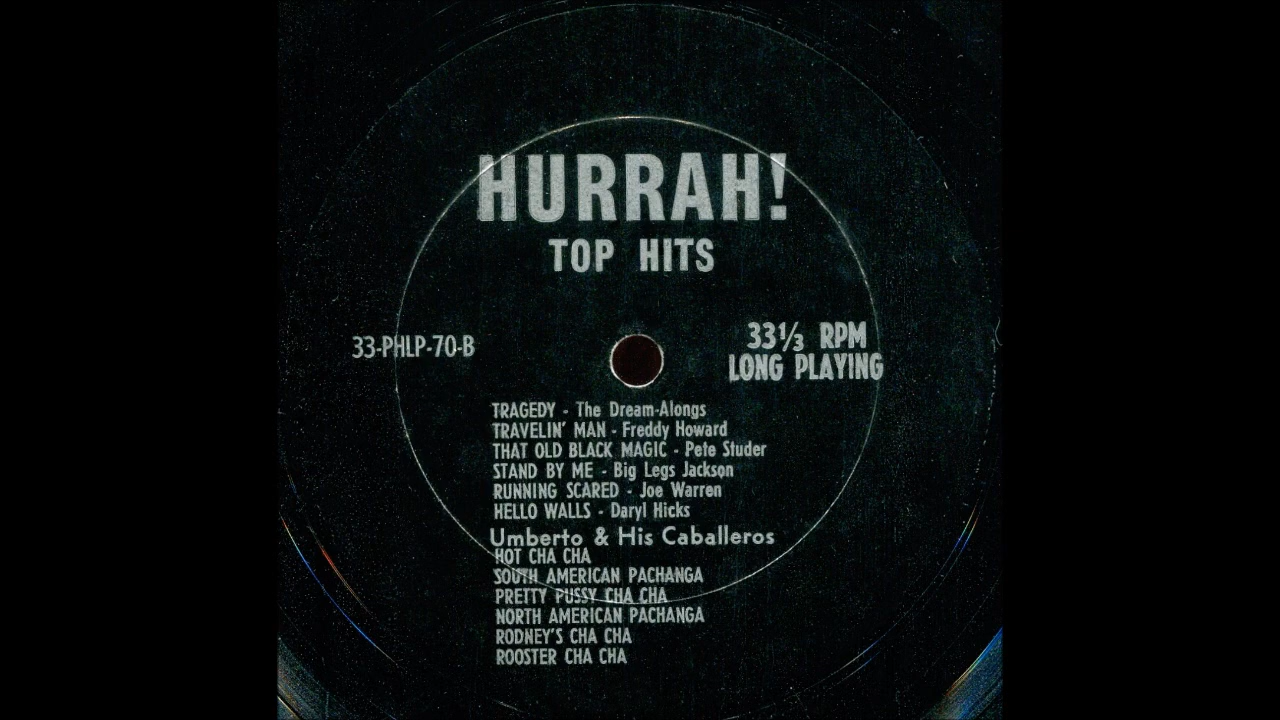 HURRAH!
TOP HITS
33-PHLP-70-B
33⅓ RPM
LONG PLAYING
TRAGEDY - The Dream-Alongs
TRAVELIN' MAN - Freddy Howard
THAT OLD BLACK MAGIC - Pete Studer
STAND BY ME - Big Legs Jackson
RUNNING SCARED - Joe Warren
HELLO WALLS - Daryl Hicks
Umberto & His Caballeros
HOT CHA CHA
SOUTH AMERICAN PACHANGA
PRETTY PUSSY CHA CHA
NORTH AMERICAN PACHANGA
RODNEY'S CHA CHA
ROOSTER CHA CHA